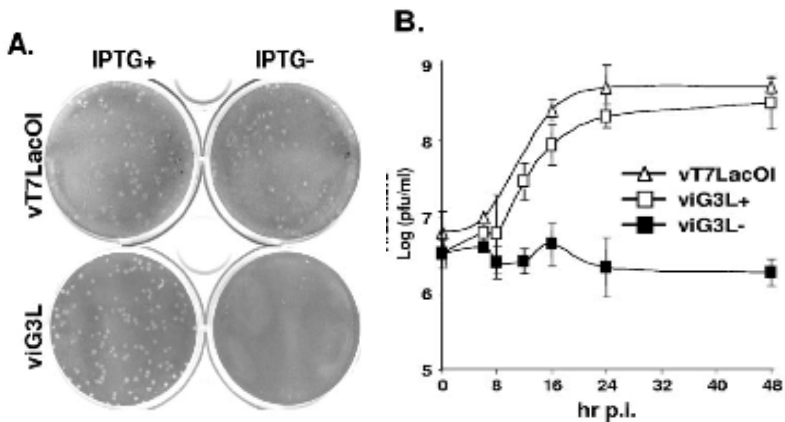 A.
IPTG+ IPTG-
vT7LacOI
viG3L
B.
Log (pfu/ml)
9
8
7
6
5
vT7LacOI
viG3L+
viG3L-
0 8 16 24 32 40 48
hr p.i.